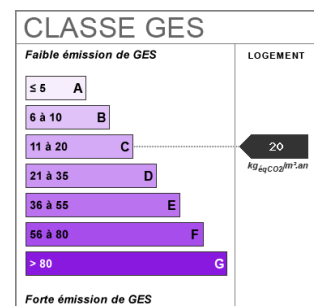 CLASSE GES
Faible émission de GES
LOGEMENT
≤ 5 A
6 à 10 B
11 à 20 C
20
kgéqCO2/m².an
21 à 35 D
36 à 55 E
56 à 80 F
> 80 G
Forte émission de GES